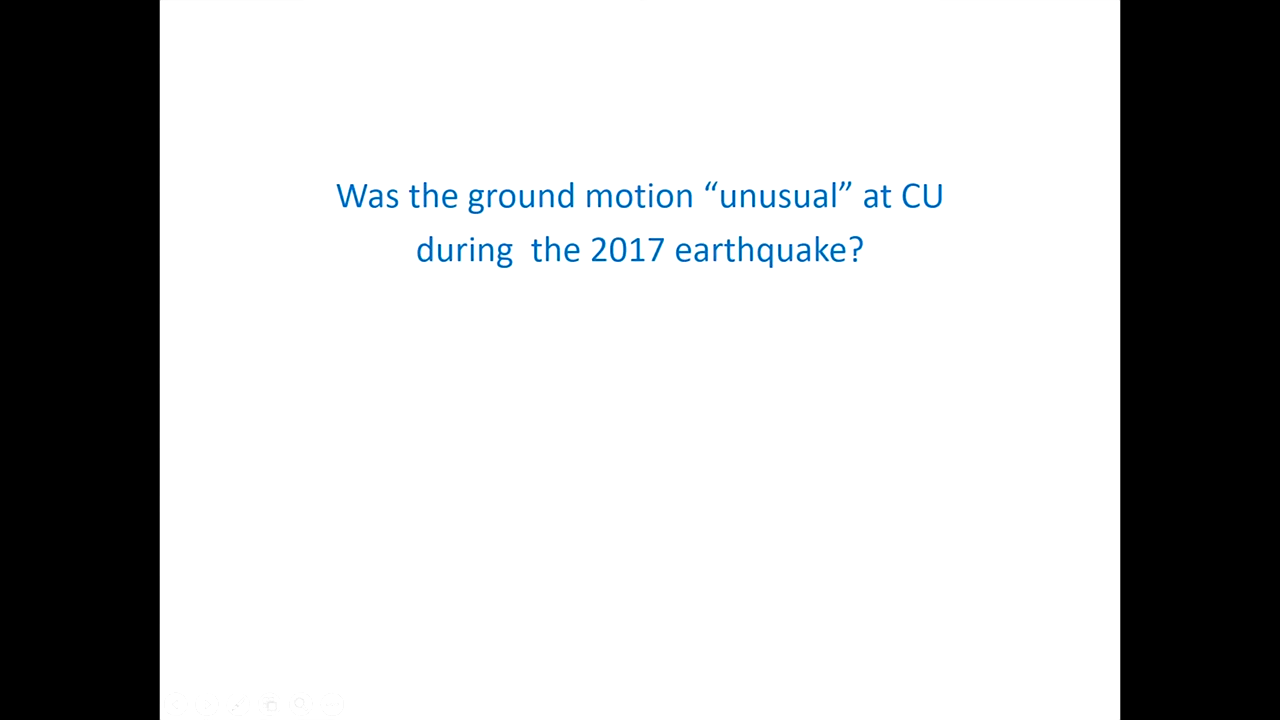 Was the ground motion “unusual” at CU
during  the 2017 earthquake?